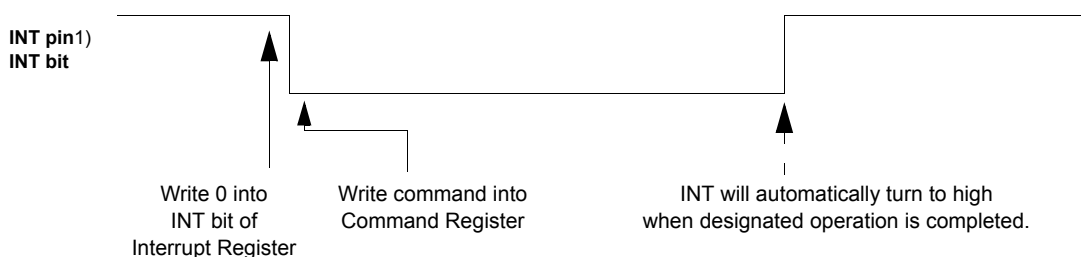 INT pin1)
INT bit
Write 0 into
INT bit of
Interrupt Register
Write command into
Command Register
INT will automatically turn to high
when designated operation is completed.